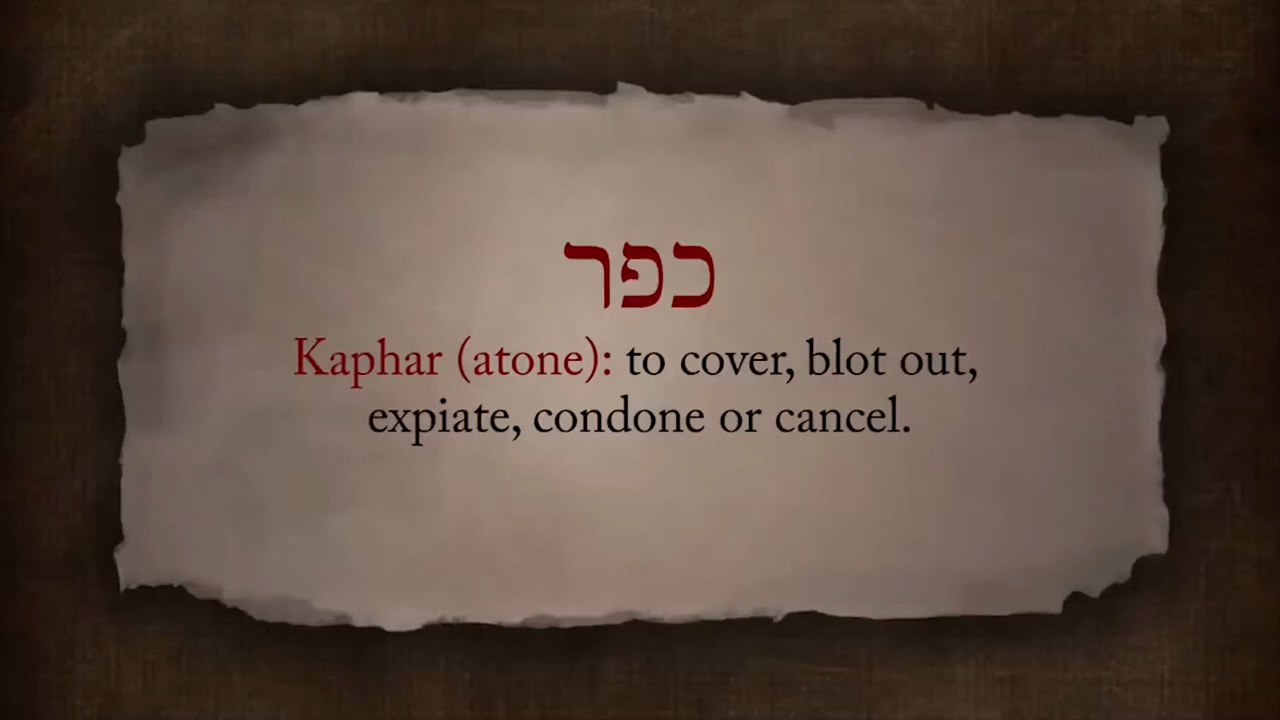 כפר
Kaphar (atone): to cover, blot out,
expiate, condone or cancel.